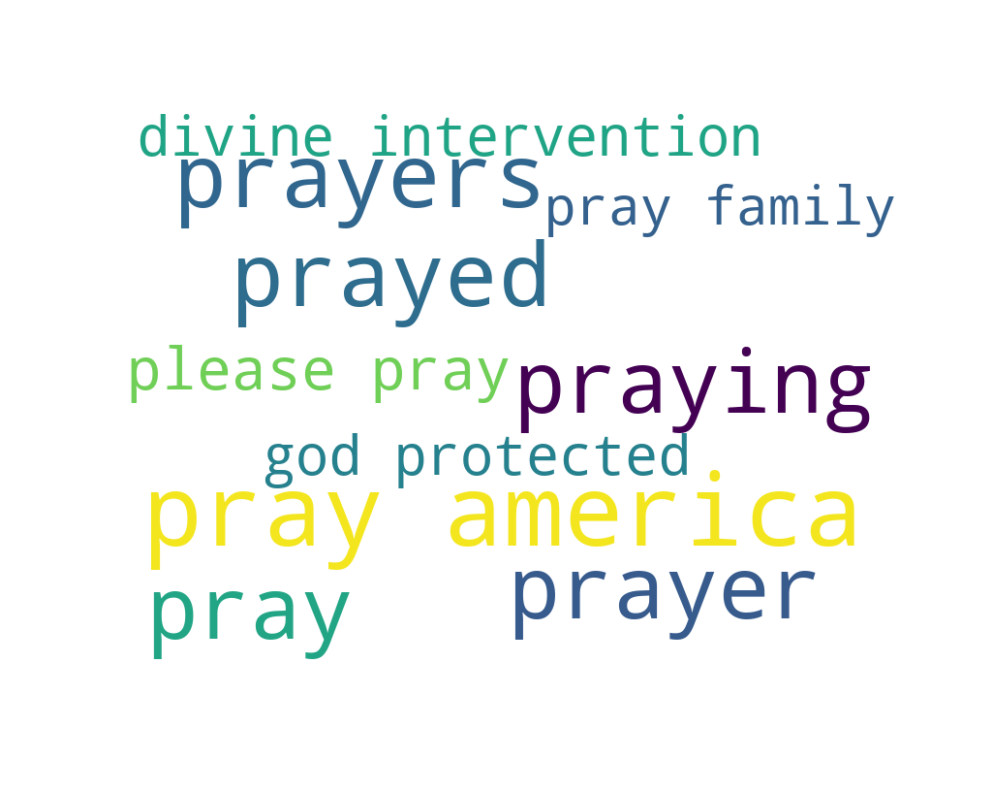 divine intervention
prayers
pray family
prayed
please pray
praying
god protected
pray america
pray
prayer